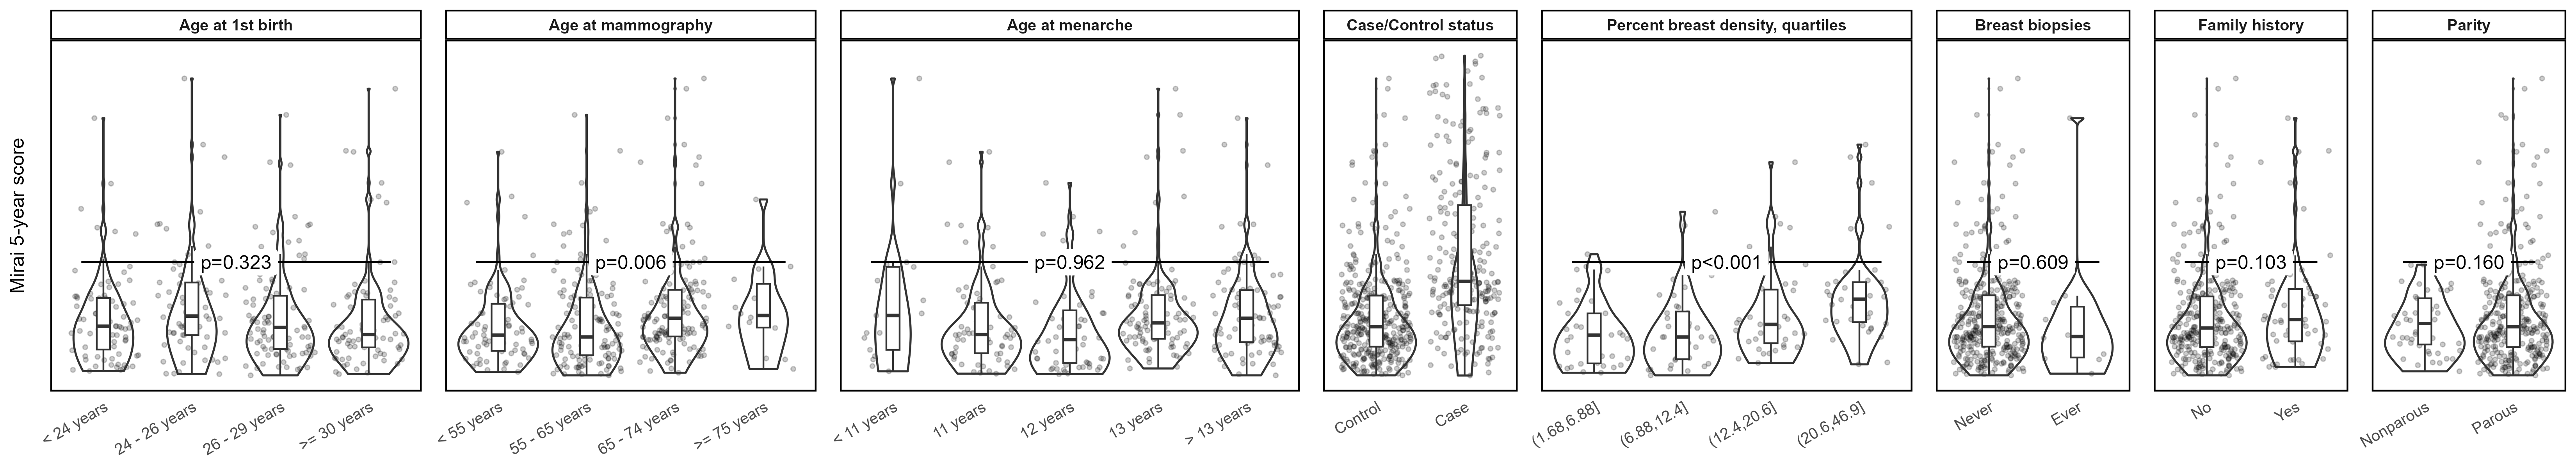 Age at 1st birth
Age at mammography
Age at menarche
Case/Control status
Percent breast density, quartiles
Breast biopsies
Family history
Parity
Mirai 5-year score
p=0.323
p=0.006
p=0.962
p<0.001
p=0.609
p=0.103
p=0.160
< 24 years
24 - 26 years
26 - 29 years
>= 30 years
< 55 years
55 - 65 years
65 - 74 years
>= 75 years
< 11 years
11 years
12 years
13 years
> 13 years
Control
Case
(1.68,6.88]
(6.88,12.4]
(12.4,20.6]
(20.6,46.9]
Never
Ever
No
Yes
Nonparous
Parous